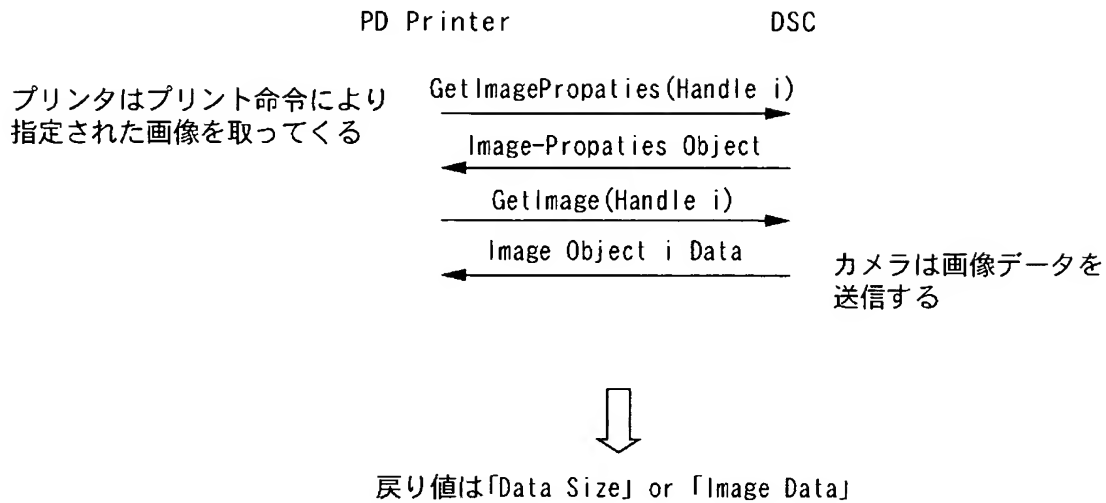 PD Printer DSC
プリンタはプリント命令により
指定された画像を取ってくる
GetImagePropaties(Handle i)
Image-Propaties Object
GetImage(Handle i)
Image Object i Data
カメラは画像データを
送信する
戻り値は「Data Size」 or 「Image Data」